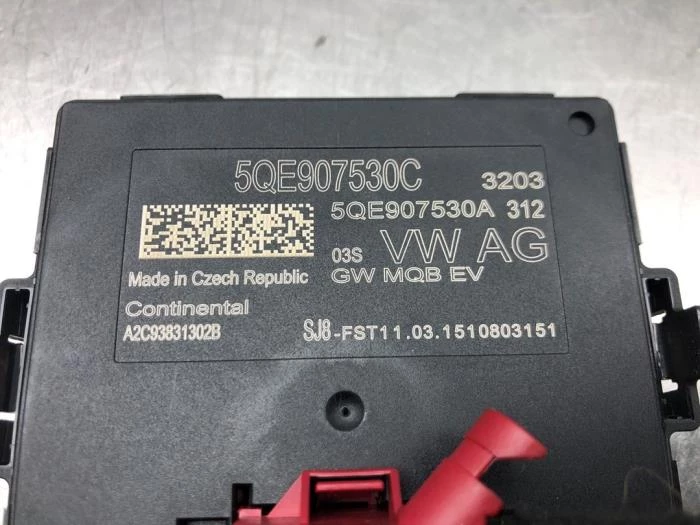 5QE907530C 3203
5QE907530A 312
03S VW AG
Made in Czech Republic GW MQB EV
Continental
A2C93831302B SJ8-FST11.03.1510803151